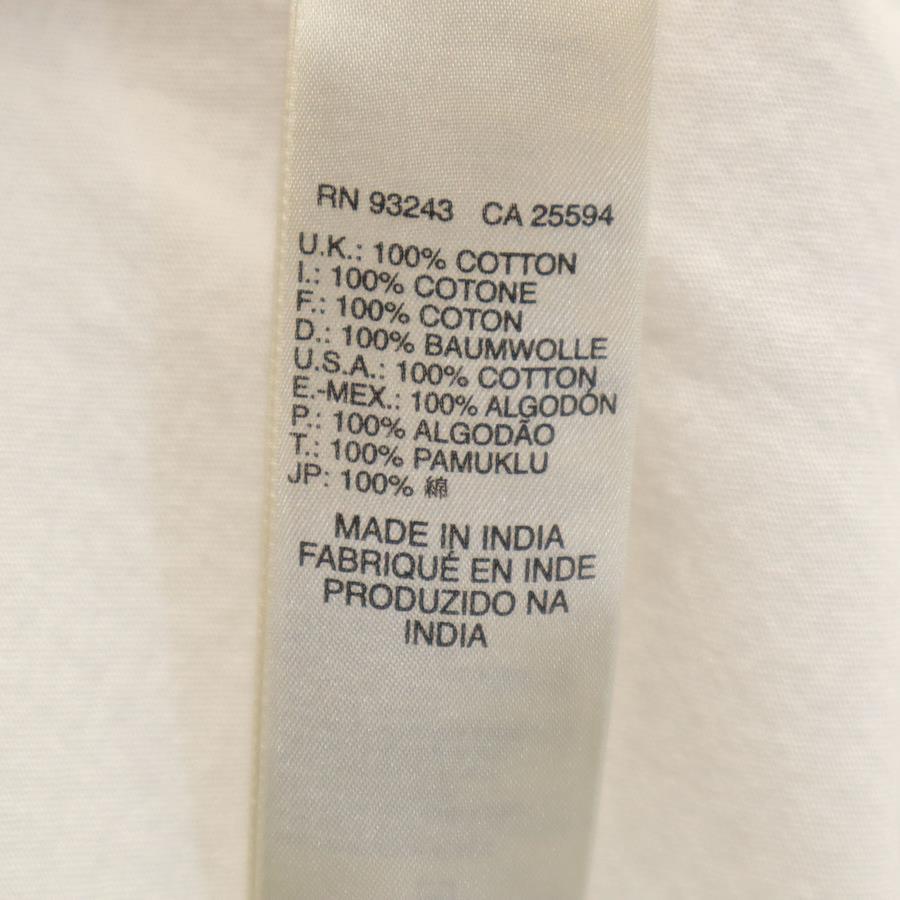 RN 93243 CA 25594
U.K.: 100% COTTON
I.: 100% COTONE
F.: 100% COTON
D.: 100% BAUMWOLLE
U.S.A.: 100% COTTON
E.-MEX.: 100% ALGODÓN
P.: 100% ALGODÃO
T.: 100% PAMUKLU
JP: 100% 綿
MADE IN INDIA
FABRIQUÉ EN INDE
PRODUZIDO NA
INDIA